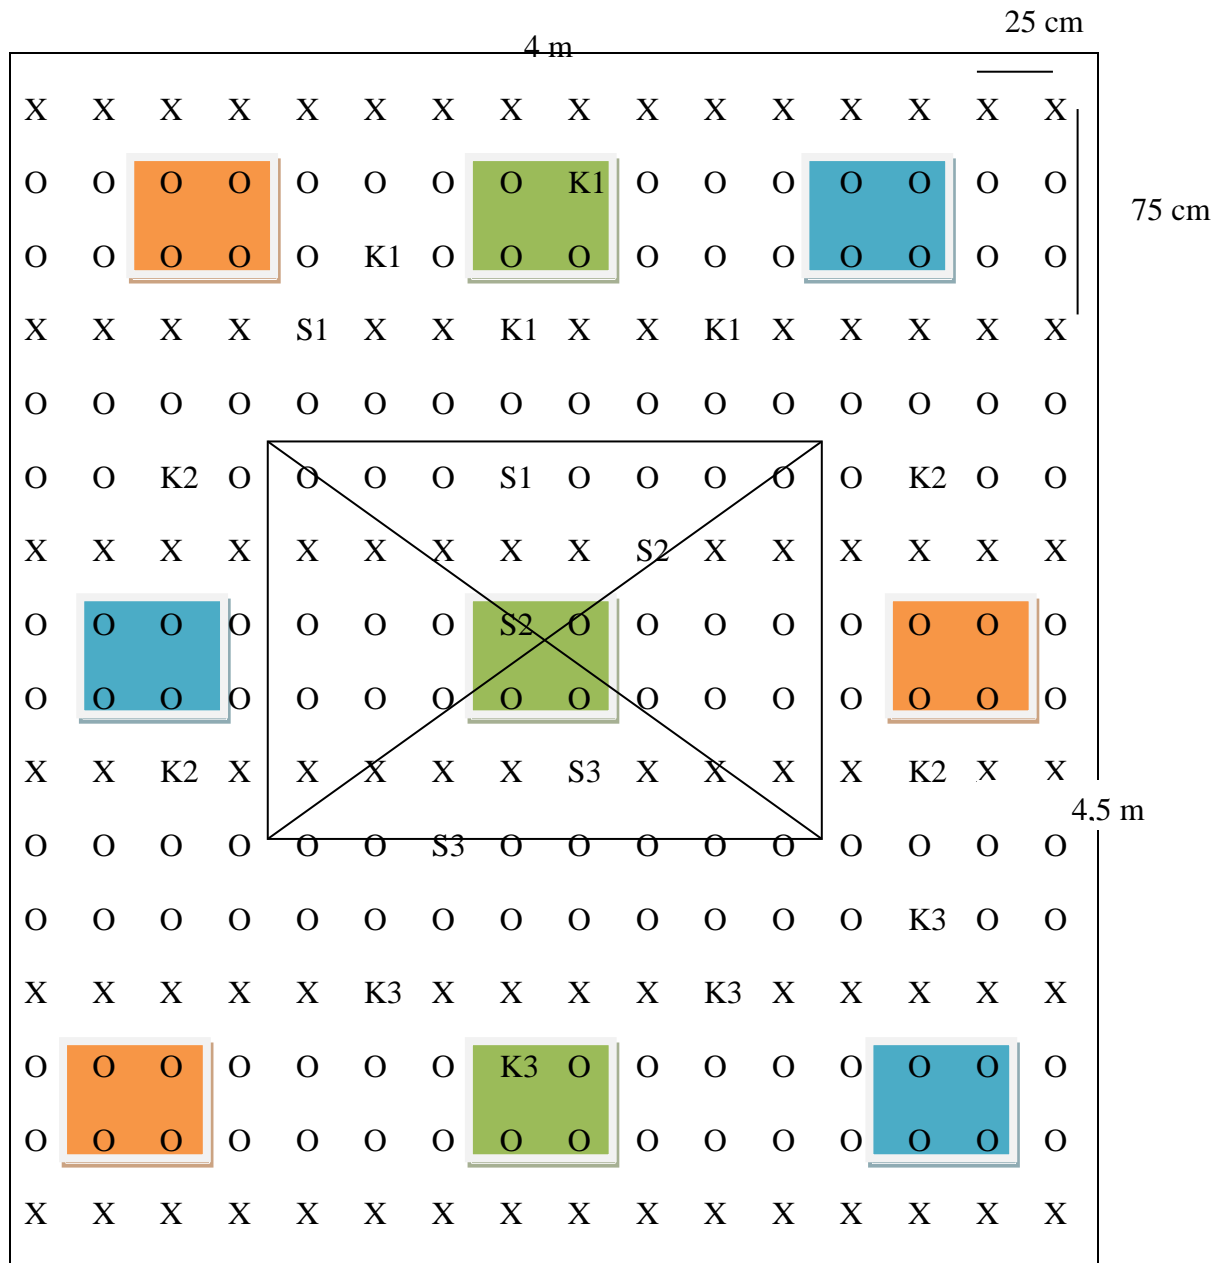 25 cm
4 m
X X X X X X X X X X X X X X X X
O O O O O O O O K1 O O O O O O O
75 cm
O O O O O K1 O O O O O O O O O O
X X X X S1 X X K1 X X K1 X X X X X
O O O O O O O O O O O O O O O O
O O K2 O O O O S1 O O O O O K2 O O
X X X X X X X X X S2 X X X X X X
O O O O O O O S2 O O O O O O O O
O O O O O O O O O O O O O O O O
X X K2 X X X X X S3 X X X X K2 X X
4,5 m
O O O O O O S3 O O O O O O O O O
O O O O O O O O O O O O O K3 O O
X X X X X K3 X X X X K3 X X X X X
O O O O O O O K3 O O O O O O O O
O O O O O O O O O O O O O O O O
X X X X X X X X X X X X X X X X